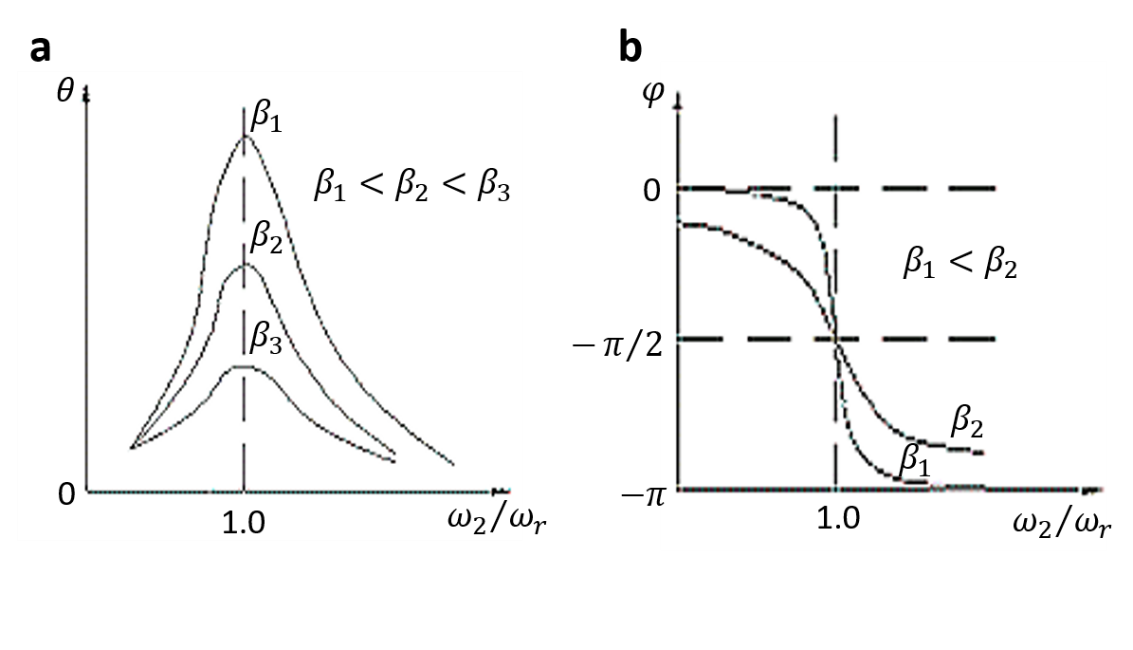 a
θ
β₁
β₁ < β₂ < β₃
β₂
β₃
0
1.0
ω₂/ωᵣ
b
φ
0
β₁ < β₂
−π/2
β₂
β₁
−π
1.0
ω₂/ωᵣ